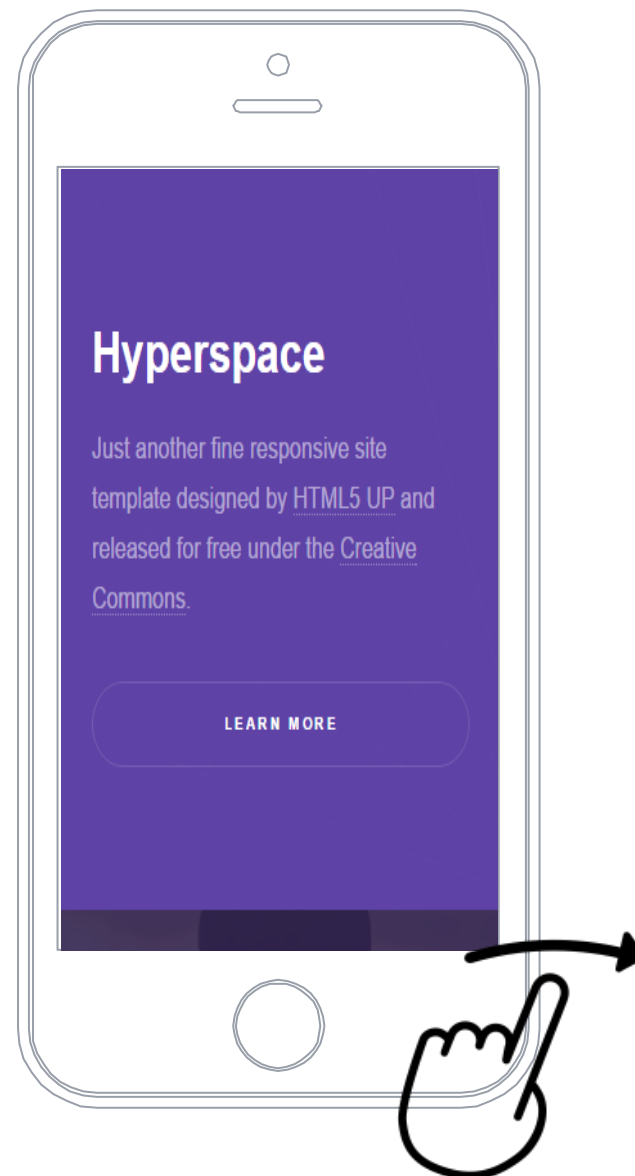 Hyperspace
Just another fine responsive site
template designed by HTML5 UP and
released for free under the Creative
Commons.
LEARN MORE